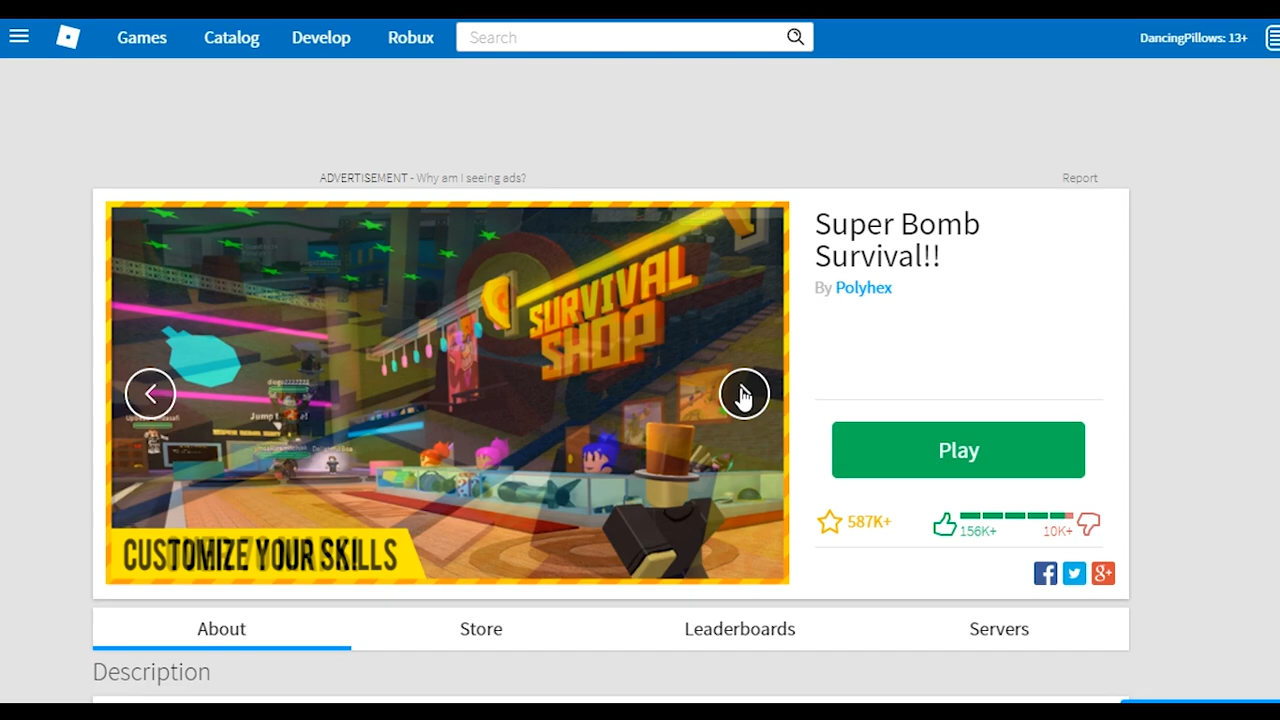 Games Catalog Develop Robux Search DancingPillows: 13+
ADVERTISEMENT - Why am I seeing ads? Report
Super Bomb
Survival!!
By Polyhex
SURVIVAL
SHOP
Jump
Play
587K+ 156K+ 10K+
CUSTOMIZE YOUR SKILLS
About Store Leaderboards Servers
Description